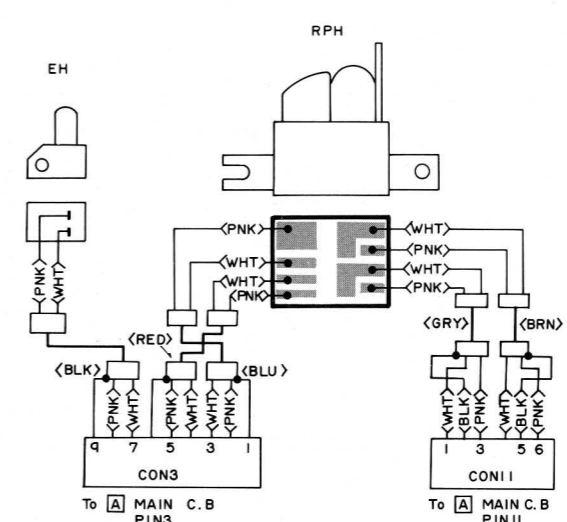 RPH
EH
<PNK>
<WHT>
<WHT>
<PNK>
<WHT>
<PNK>
<WHT>
<PNK>
<PNK>
<WHT>
<GRY>
<BRN>
<RED>
<BLK>
<BLU>
<PNK>
<WHT>
<PNK>
<WHT>
<WHT>
<PNK>
<WHT>
<BLK>
<PNK>
<WHT>
<BLK>
<PNK>
9 7 5 3 1
1 3 5 6
CON3
CON11
To A MAIN C.B
PIN3
To A MAIN C.B
PIN11